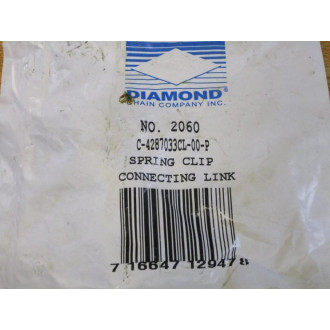 DIAMOND
CHAIN COMPANY INC.
NO. 2060
C-4287033CL-00-P
SPRING CLIP
CONNECTING LINK
7 16647 12947 8